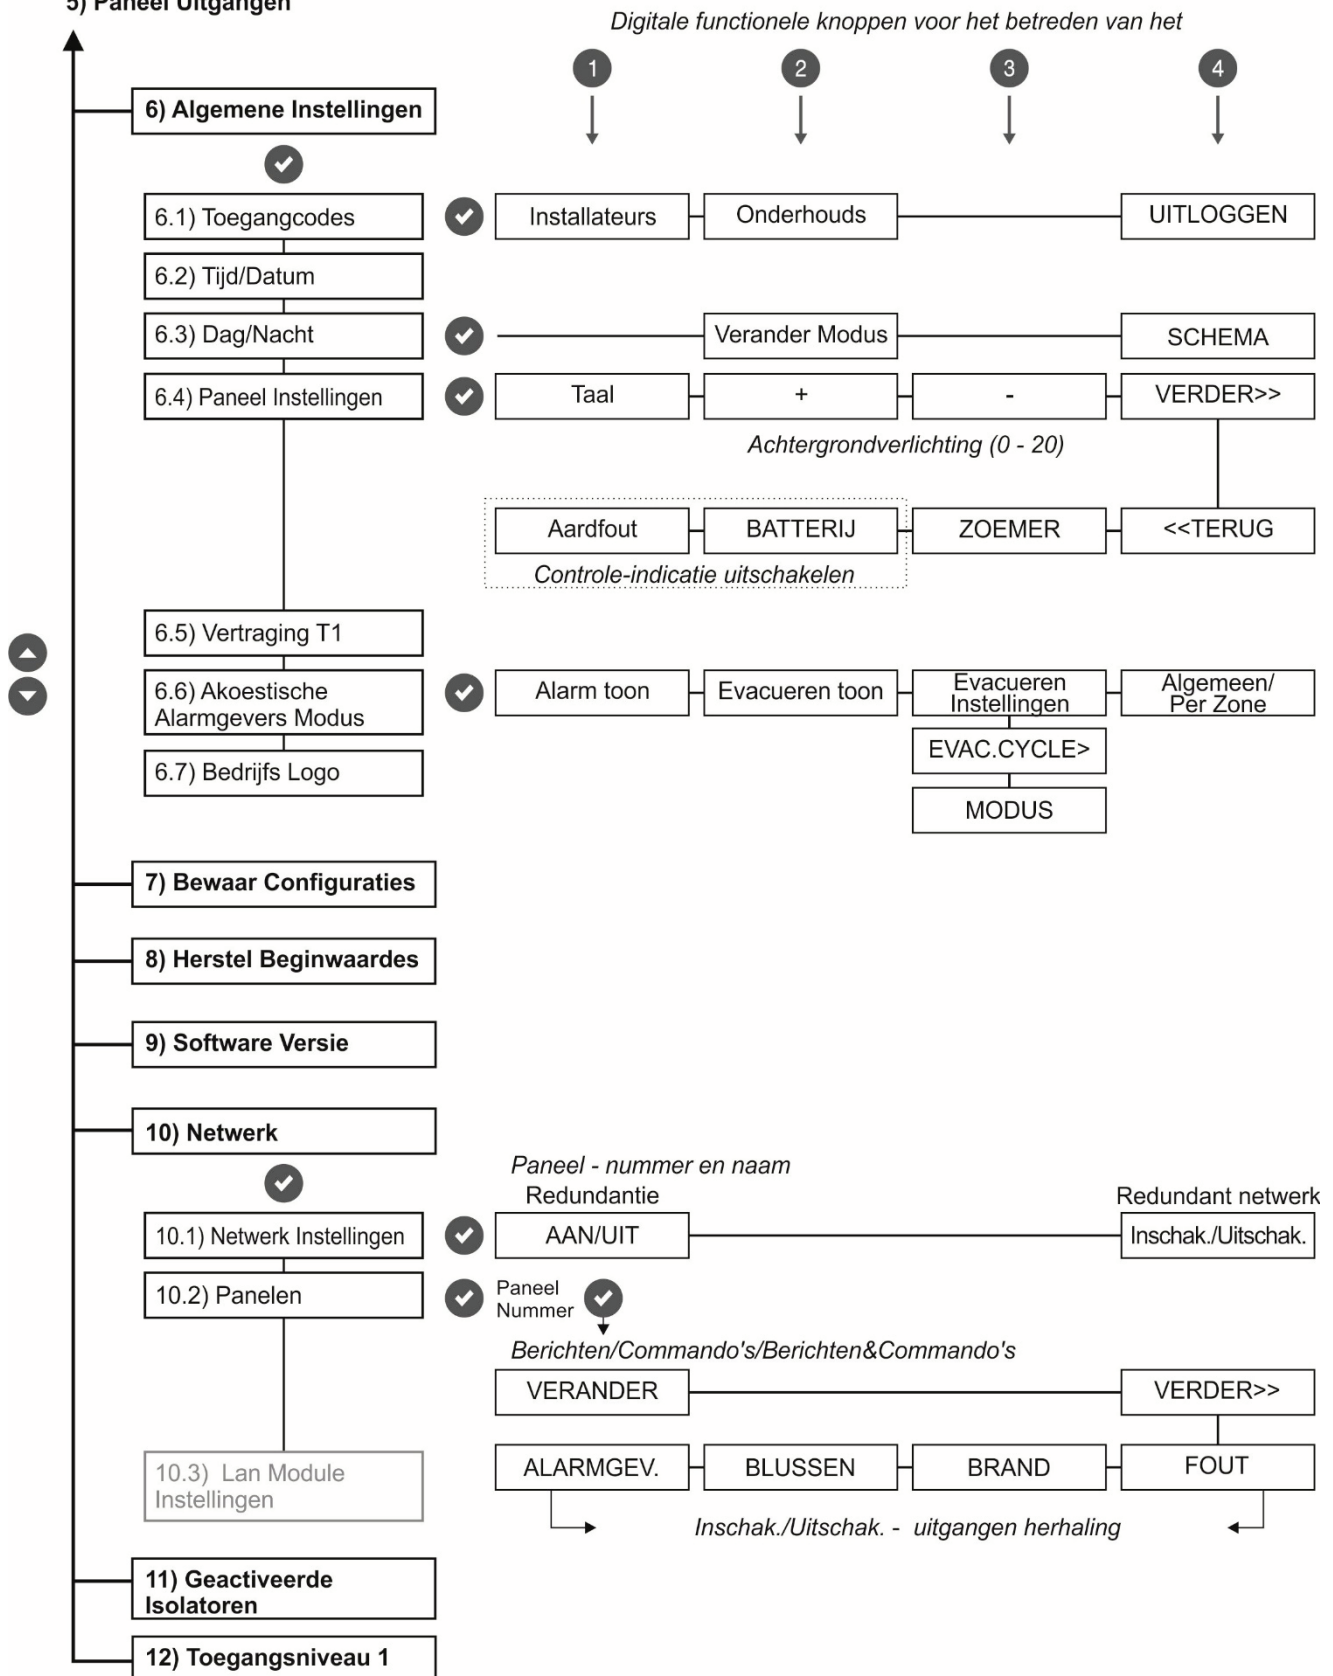 5) Paneel Uitgangen
Digitale functionele knoppen voor het betreden van het
1 2 3 4
6) Algemene Instellingen
6.1) Toegangcodes
Installateurs
Onderhouds
UITLOGGEN
6.2) Tijd/Datum
6.3) Dag/Nacht
Verander Modus
SCHEMA
6.4) Paneel Instellingen
Taal
+
-
VERDER>>
Achtergrondverlichting (0 - 20)
Aardfout
BATTERIJ
ZOEMER
<<TERUG
Controle-indicatie uitschakelen
6.5) Vertraging T1
6.6) Akoestische
Alarmgevers Modus
Alarm toon
Evacueren toon
Evacueren
Instellingen
Algemeen/
Per Zone
EVAC.CYCLE>
MODUS
6.7) Bedrijfs Logo
7) Bewaar Configuraties
8) Herstel Beginwaardes
9) Software Versie
10) Netwerk
Paneel - nummer en naam
Redundantie
Redundant netwerk
10.1) Netwerk Instellingen
AAN/UIT
Inschak./Uitschak.
10.2) Panelen
Paneel
Nummer
Berichten/Commando's/Berichten&Commando's
VERANDER
VERDER>>
10.3) Lan Module
Instellingen
ALARMGEV.
BLUSSEN
BRAND
FOUT
Inschak./Uitschak. - uitgangen herhaling
11) Geactiveerde
Isolatoren
12) Toegangsniveau 1